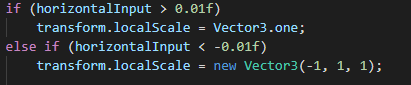 if (horizontalInput > 0.01f)
transform.localScale = Vector3.one;
else if (horizontalInput < -0.01f)
transform.localScale = new Vector3(-1, 1, 1);